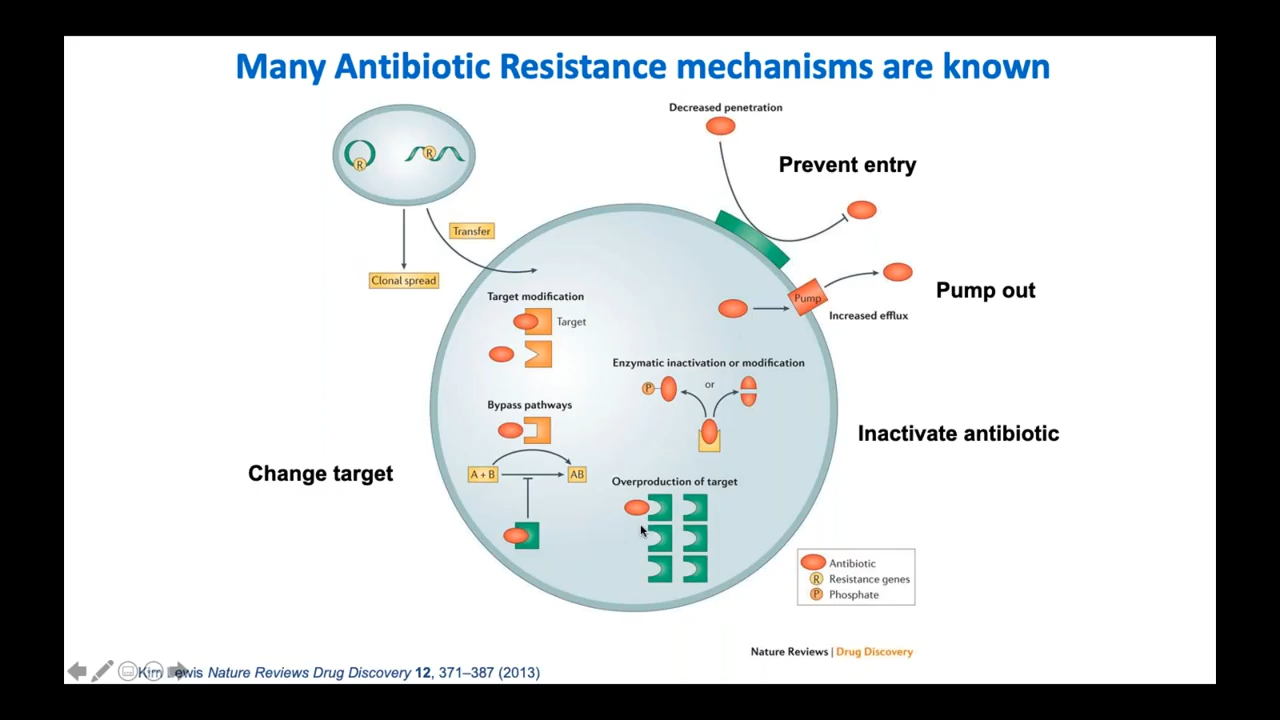 Many Antibiotic Resistance mechanisms are known
Decreased penetration
Prevent entry
R
R
Transfer
Clonal spread
Pump
Increased efflux
Pump out
Target modification
Target
Enzymatic inactivation or modification
P
or
Inactivate antibiotic
Bypass pathways
A + B
AB
Change target
Overproduction of target
Antibiotic
R Resistance genes
P Phosphate
Nature Reviews | Drug Discovery
Kim Lewis Nature Reviews Drug Discovery 12, 371–387 (2013)